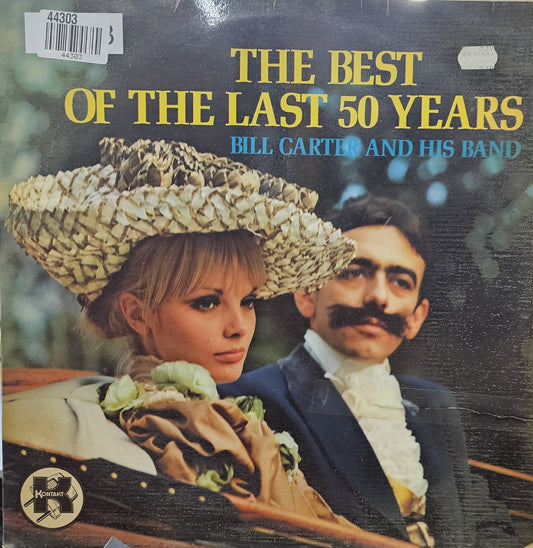 44303
44303
THE BEST
OF THE LAST 50 YEARS
BILL CARTER AND HIS BAND
KONTAKT